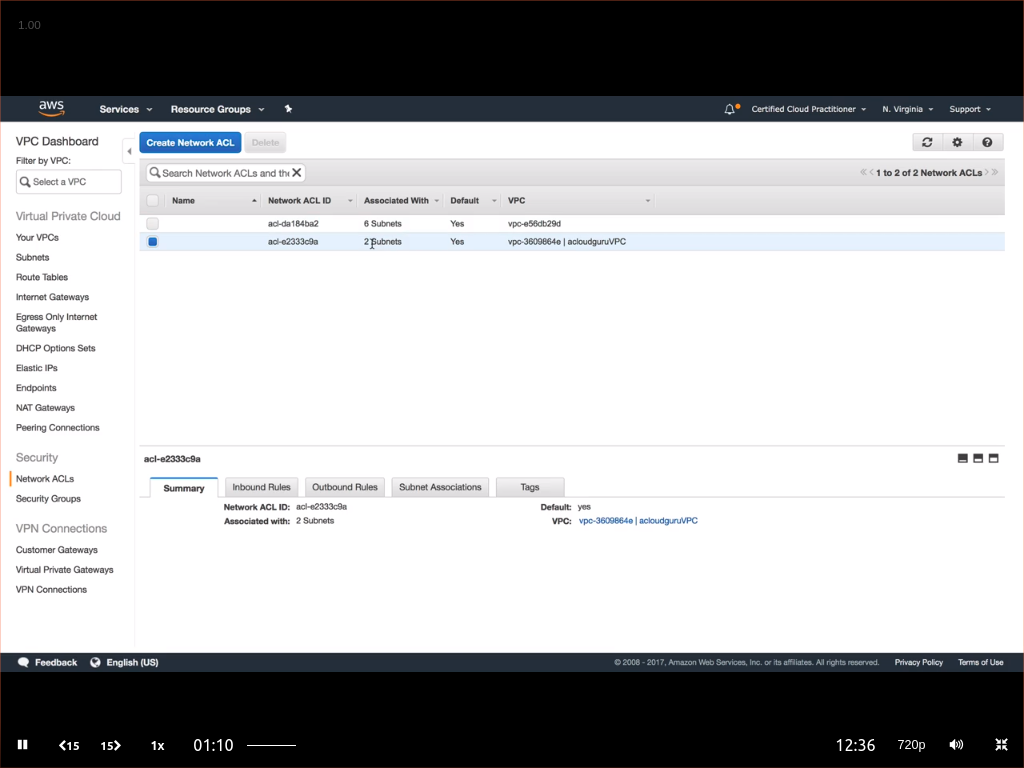 1.00
aws Services Resource Groups Certified Cloud Practitioner N. Virginia Support
VPC Dashboard
Filter by VPC:
Select a VPC
Virtual Private Cloud
Your VPCs
Subnets
Route Tables
Internet Gateways
Egress Only Internet
Gateways
DHCP Options Sets
Elastic IPs
Endpoints
NAT Gateways
Peering Connections
Security
Network ACLs
Security Groups
VPN Connections
Customer Gateways
Virtual Private Gateways
VPN Connections
Create Network ACL Delete
Search Network ACLs and the 1 to 2 of 2 Network ACLs
Name Network ACL ID Associated With Default VPC
acl-da184ba2 6 Subnets Yes vpc-e56db29d
acl-e2333c9a 2 Subnets Yes vpc-3609864e | acloudguruVPC
acl-e2333c9a
Summary Inbound Rules Outbound Rules Subnet Associations Tags
Network ACL ID: acl-e2333c9a Default: yes
Associated with: 2 Subnets VPC: vpc-3609864e | acloudguruVPC
Feedback English (US) © 2008 - 2017, Amazon Web Services, Inc. or its affiliates. All rights reserved. Privacy Policy Terms of Use
15 15 1x 01:10 12:36 720p